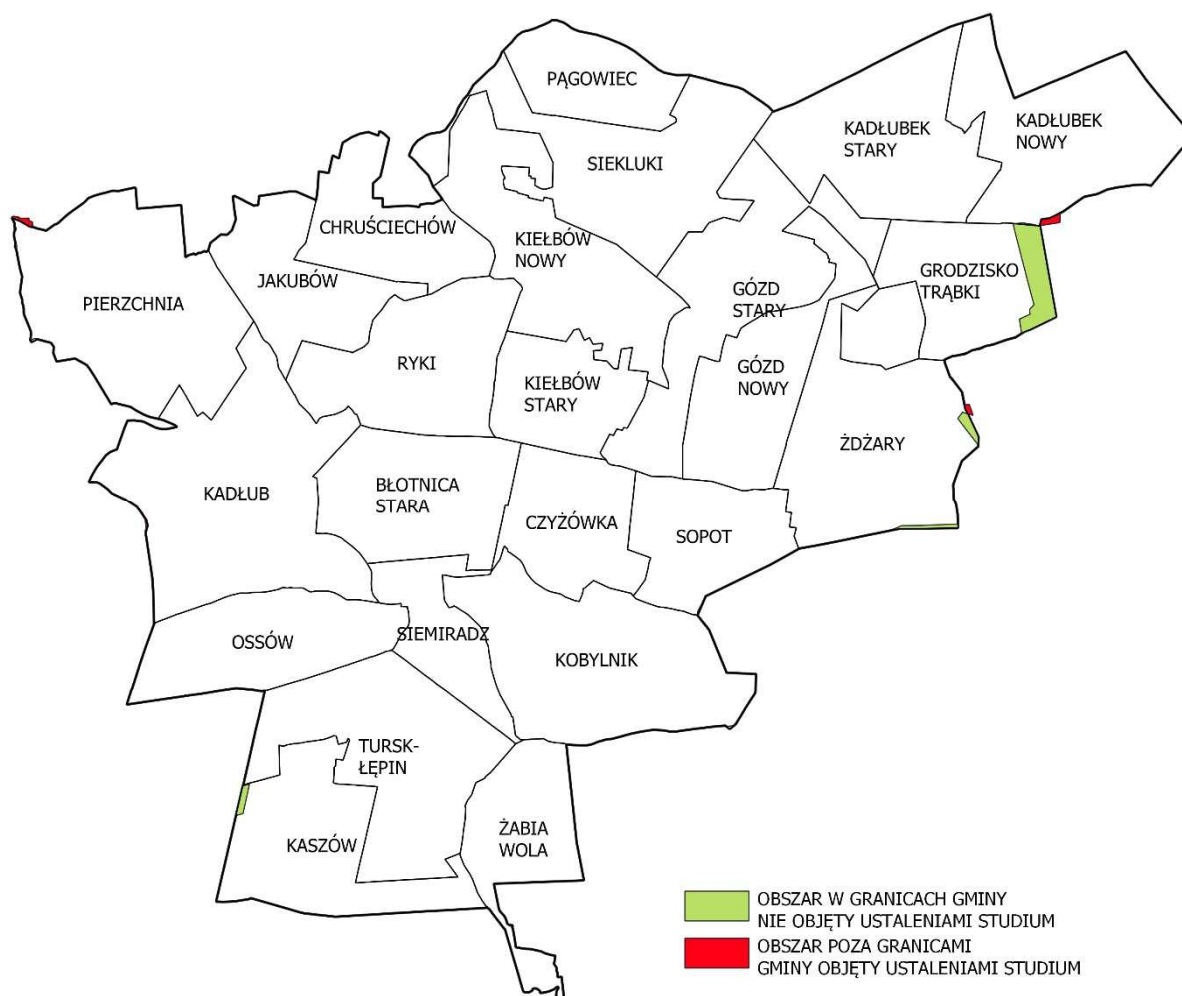 PĄGOWIEC
KADŁUBEK
STARY
KADŁUBEK
NOWY
SIEKLUKI
CHRUŚCIECHÓW
KIEŁBÓW
NOWY
JAKUBÓW
GRODZISKO
TRĄBKI
PIERZCHNIA
GÓZD
STARY
RYKI
KIEŁBÓW
STARY
GÓZD
NOWY
ŻDŻARY
KADŁUB
BŁOTNICA
STARA
CZYŻÓWKA
SOPOT
OSSÓW
SIEMIRADZ
KOBYLNIK
TURSK-
ŁĘPIN
KASZÓW
ŻABIA
WOLA
OBSZAR W GRANICACH GMINY
NIE OBJĘTY USTALENIAMI STUDIUM
OBSZAR POZA GRANICAMI
GMINY OBJĘTY USTALENIAMI STUDIUM